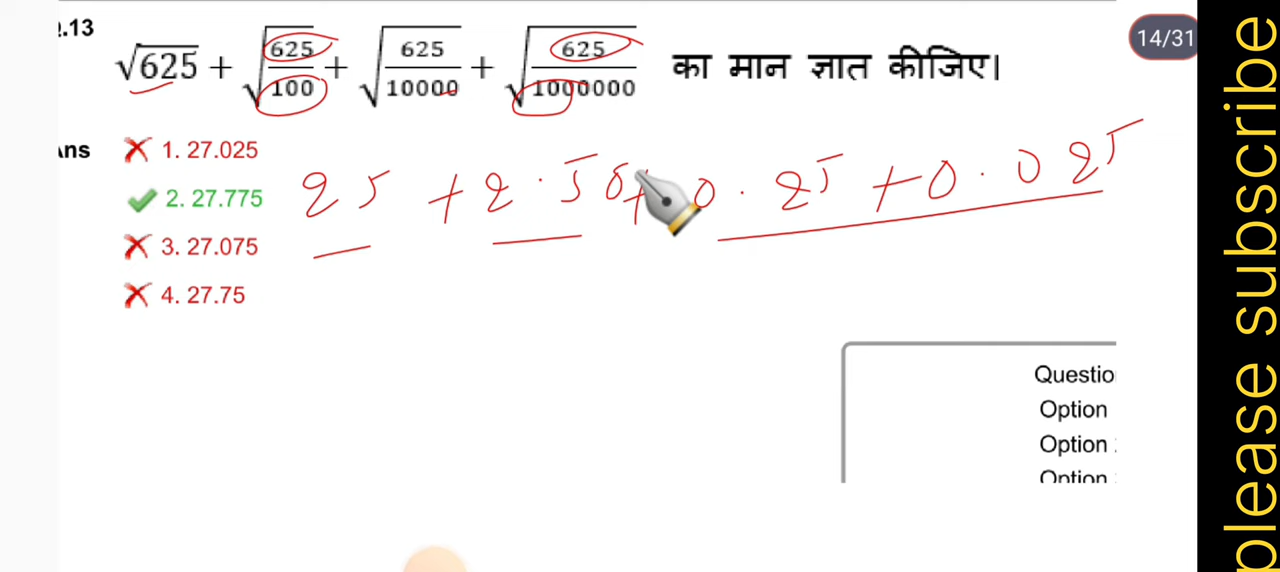 .13
√625 + √625/100 + √625/10000 + √625/1000000 का मान ज्ञात कीजिए।
14/31
Ans
1. 27.025
2. 27.775
3. 27.075
4. 27.75
25 + 2.50 + 0.25 + 0.025
Questio
Option
Option
Option
please subscribe